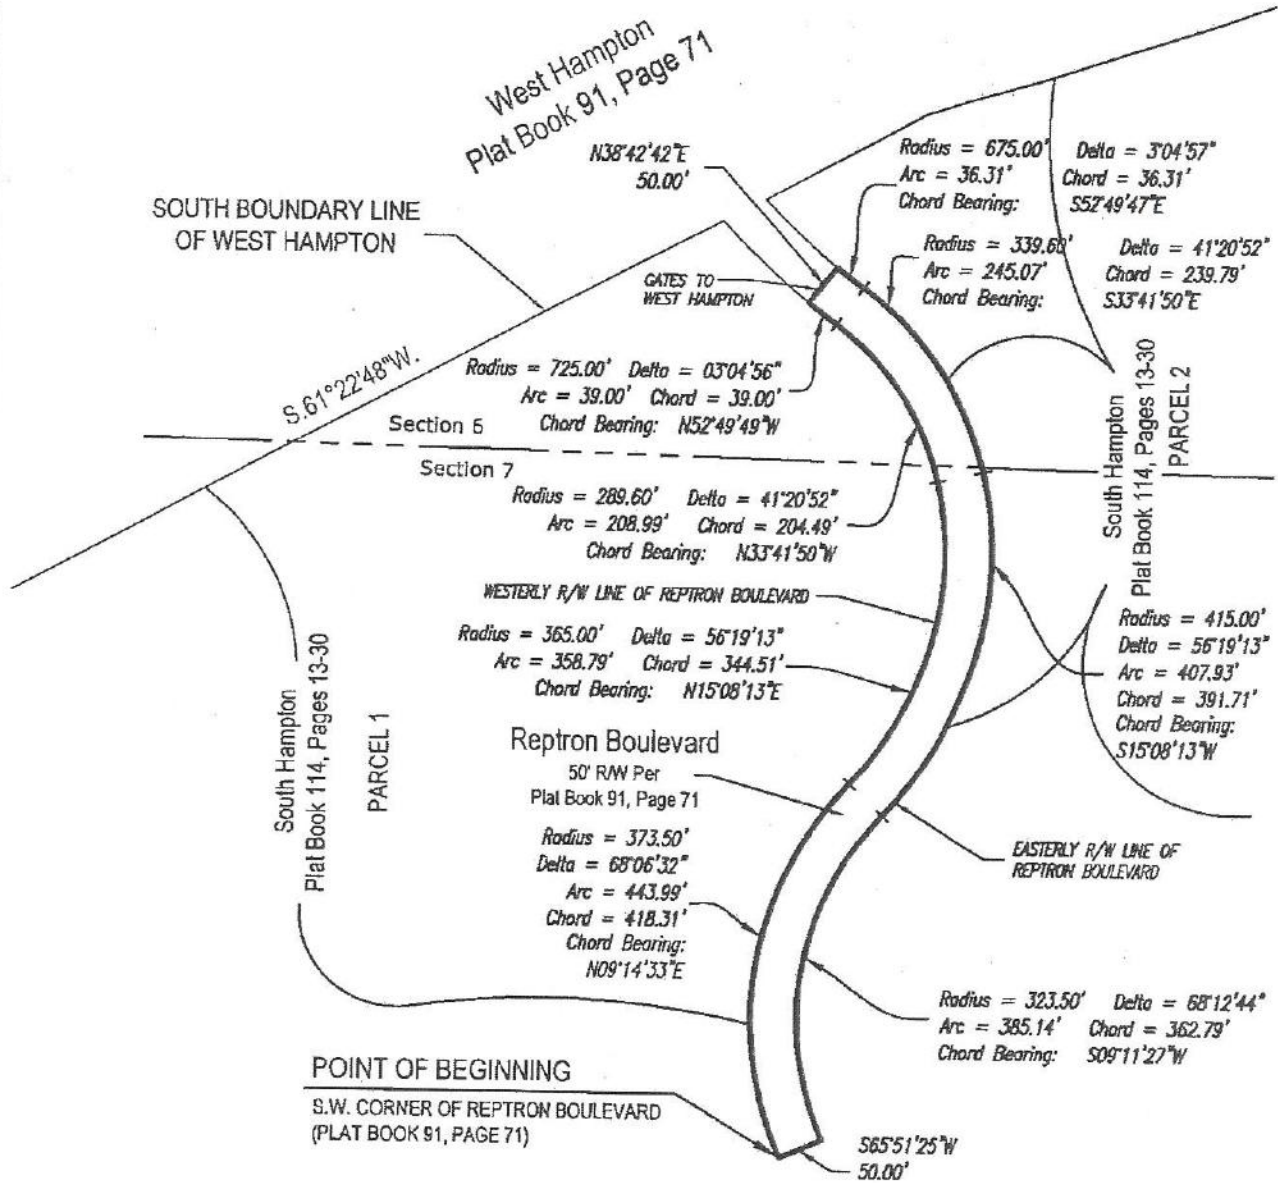 West Hampton
Plat Book 91, Page 71
N38°42'42"E
50.00'
SOUTH BOUNDARY LINE
OF WEST HAMPTON
Radius = 675.00' Delta = 3°04'57"
Arc = 36.31' Chord = 36.31'
Chord Bearing: S52°49'47"E
Radius = 339.60' Delta = 41°20'52"
Arc = 245.07' Chord = 239.79'
Chord Bearing: S33°41'50"E
GATES TO
WEST HAMPTON
S.61°22'48"W.
Radius = 725.00' Delta = 03°04'56"
Arc = 39.00' Chord = 39.00'
Chord Bearing: N52°49'49"W
Section 6
Section 7
South Hampton
Plat Book 114, Pages 13-30
PARCEL 2
Radius = 289.60' Delta = 41°20'52"
Arc = 208.99' Chord = 204.49'
Chord Bearing: N33°41'50"W
WESTERLY R/W LINE OF REPTRON BOULEVARD
Radius = 365.00' Delta = 56°19'13"
Arc = 358.79' Chord = 344.51'
Chord Bearing: N15°08'13"E
Radius = 415.00'
Delta = 56°19'13"
Arc = 407.93'
Chord = 391.71'
Chord Bearing:
S15°08'13"W
South Hampton
Plat Book 114, Pages 13-30
PARCEL 1
Reptron Boulevard
50' R/W Per
Plat Book 91, Page 71
Radius = 373.50'
Delta = 68°06'32"
Arc = 443.99'
Chord = 418.31'
Chord Bearing:
N09°14'33"E
EASTERLY R/W LINE OF
REPTRON BOULEVARD
Radius = 323.50' Delta = 68°12'44"
Arc = 385.14' Chord = 362.79'
Chord Bearing: S09°11'27"W
POINT OF BEGINNING
S.W. CORNER OF REPTRON BOULEVARD
(PLAT BOOK 91, PAGE 71)
S65°51'25"W
50.00'